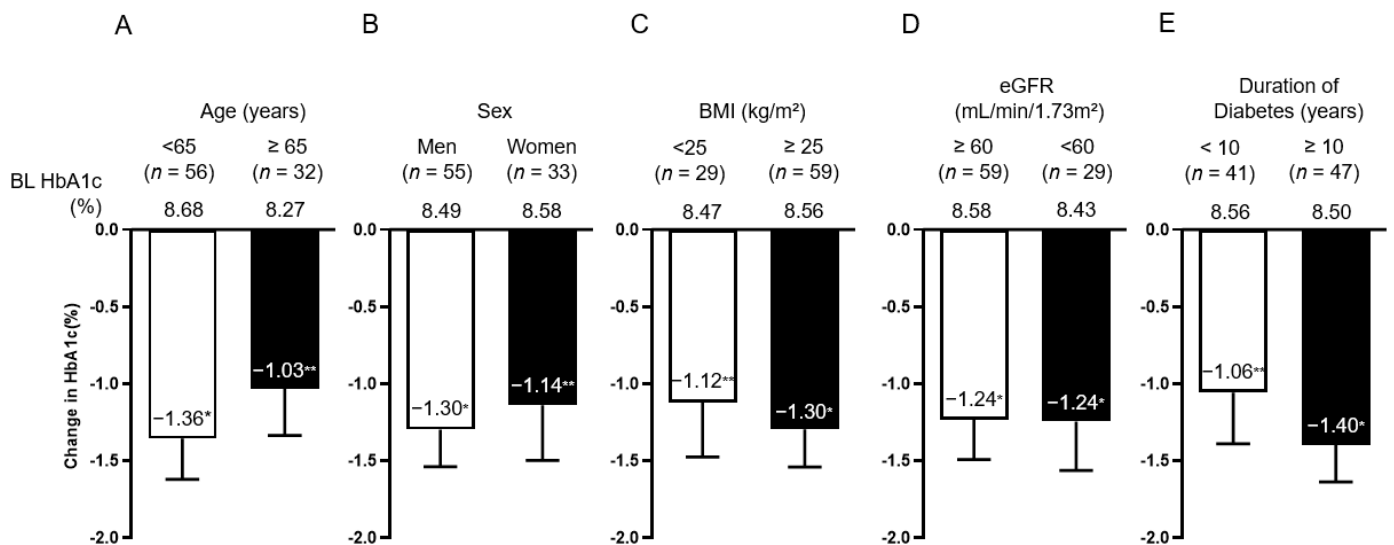 A
Age (years)
<65
≥ 65
(n = 56)
(n = 32)
BL HbA1c
(%)
8.68
8.27
Change in HbA1c(%)
0.0
-0.5
-1.0
-1.5
-2.0
−1.36*
−1.03**
B
Sex
Men
Women
(n = 55)
(n = 33)
8.49
8.58
0.0
-0.5
-1.0
-1.5
-2.0
−1.30*
−1.14**
C
BMI (kg/m²)
<25
≥ 25
(n = 29)
(n = 59)
8.47
8.56
0.0
-0.5
-1.0
-1.5
-2.0
−1.12**
−1.30*
D
eGFR
(mL/min/1.73m²)
≥ 60
<60
(n = 59)
(n = 29)
8.58
8.43
0.0
-0.5
-1.0
-1.5
-2.0
−1.24*
−1.24*
E
Duration of
Diabetes (years)
< 10
≥ 10
(n = 41)
(n = 47)
8.56
8.50
0.0
-0.5
-1.0
-1.5
-2.0
−1.06**
−1.40*